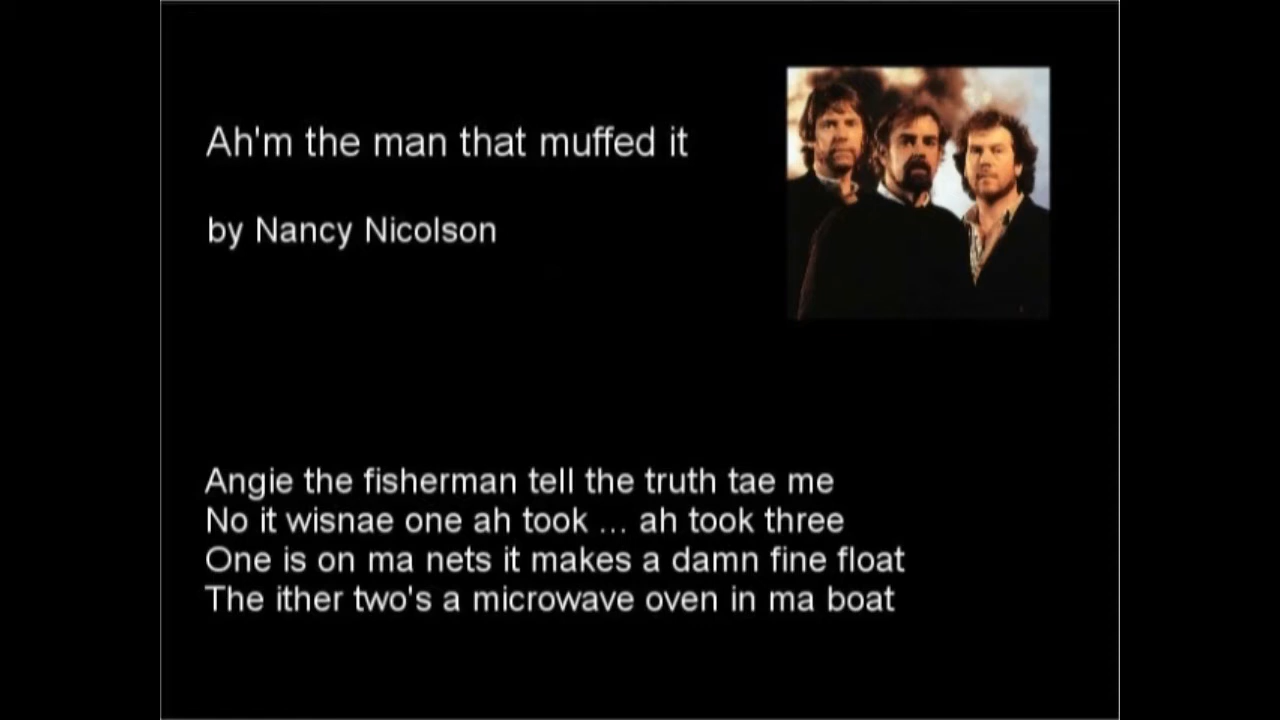 Ah'm the man that muffed it
by Nancy Nicolson
Angie the fisherman tell the truth tae me
No it wisnae one ah took ... ah took three
One is on ma nets it makes a damn fine float
The ither two's a microwave oven in ma boat